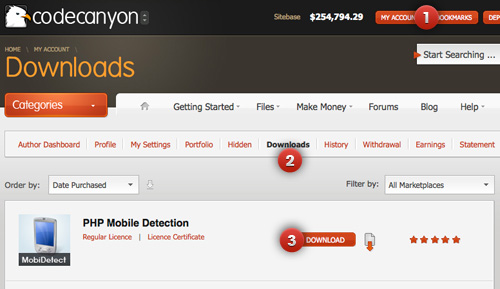 codecanyon
Sitebase $254,794.29 MY ACCOUN 1 BOOKMARKS DEP
HOME \ MY ACCOUNT \
Downloads
Start Searching ...
Categories
Getting Started Files Make Money Forums Blog Help
Author Dashboard Profile My Settings Portfolio Hidden Downloads History Withdrawal Earnings Statement
2
Order by: Date Purchased Filter by: All Marketplaces
PHP Mobile Detection
Regular Licence | Licence Certificate
3 DOWNLOAD
MobiDetect